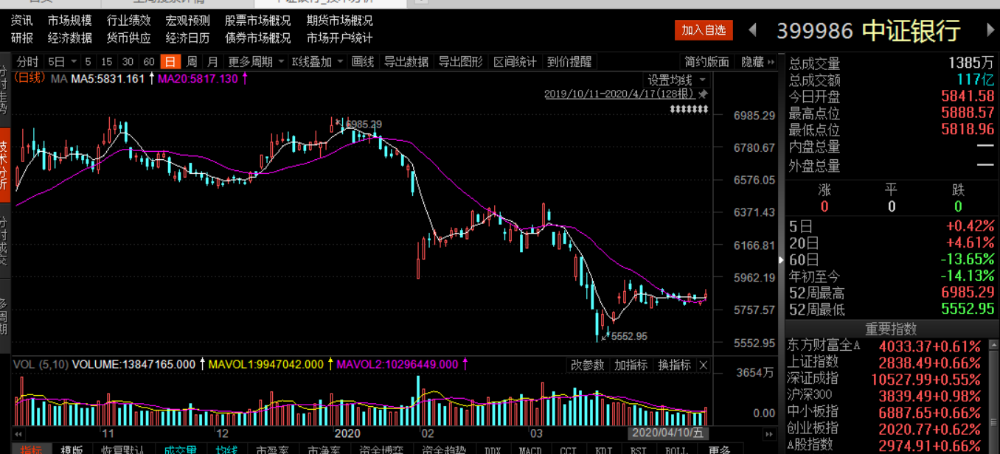 资讯 市场规模 行业绩效 宏观预测 股票市场概况 期货市场概况
研报 经济数据 货币供应 经济日历 债券市场概况 市场开户统计
加入自选 399986 中证银行
分时 5日 5 15 30 60 日 周 月 更多周期 K线叠加 画线 导出数据 导出图形 区间统计 到价提醒 简约版面 隐藏
(日线) MA MA5:5831.161 MA20:5817.130 设置均线
2019/10/11-2020/4/17(128根)
6985.29
6985.29
6780.67
6576.05
6371.43
6166.81
5962.19
5757.57
5552.95
5552.95
技术分析
多周期
VOL (5,10) VOLUME:13847165.000 MAVOL1:9947042.000 MAVOL2:10296449.000 改参数 加指标 换指标
3654万
0.00
11 12 2020 02 03 2020/04/10/五
指标 模版 恢复默认 成交量 均线 市盈率 市净率 资金博弈 资金趋势 DDX MACD CCI KDJ RSI BOLL 更多
总成交量 1385万
总成交额 117亿
今日开盘 5841.58
最高点位 5888.57
最低点位 5818.96
内盘总量 —
外盘总量 —
涨 平 跌
0 0 0
5日 +0.42%
20日 +4.61%
60日 -13.65%
年初至今 -14.13%
52周最高 6985.29
52周最低 5552.95
重要指数
东方财富全A 4033.37+0.61%
上证指数 2838.49+0.66%
深证成指 10527.99+0.55%
沪深300 3839.49+0.98%
中小板指 6887.65+0.66%
创业板指 2020.77+0.62%
A股指数 2974.91+0.66%